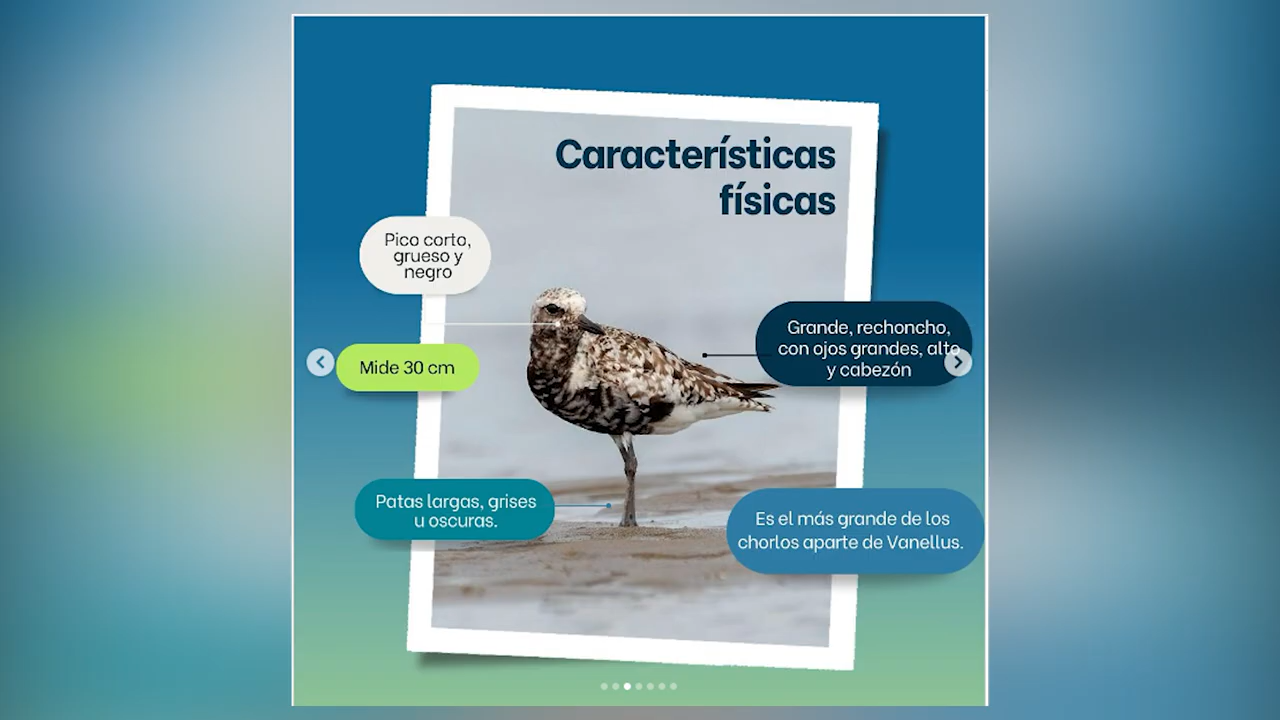 Características
físicas
Pico corto,
grueso y
negro
Grande, rechoncho,
con ojos grandes, alto
y cabezón
Mide 30 cm
Patas largas, grises
u oscuras.
Es el más grande de los
chorlos aparte de Vanellus.